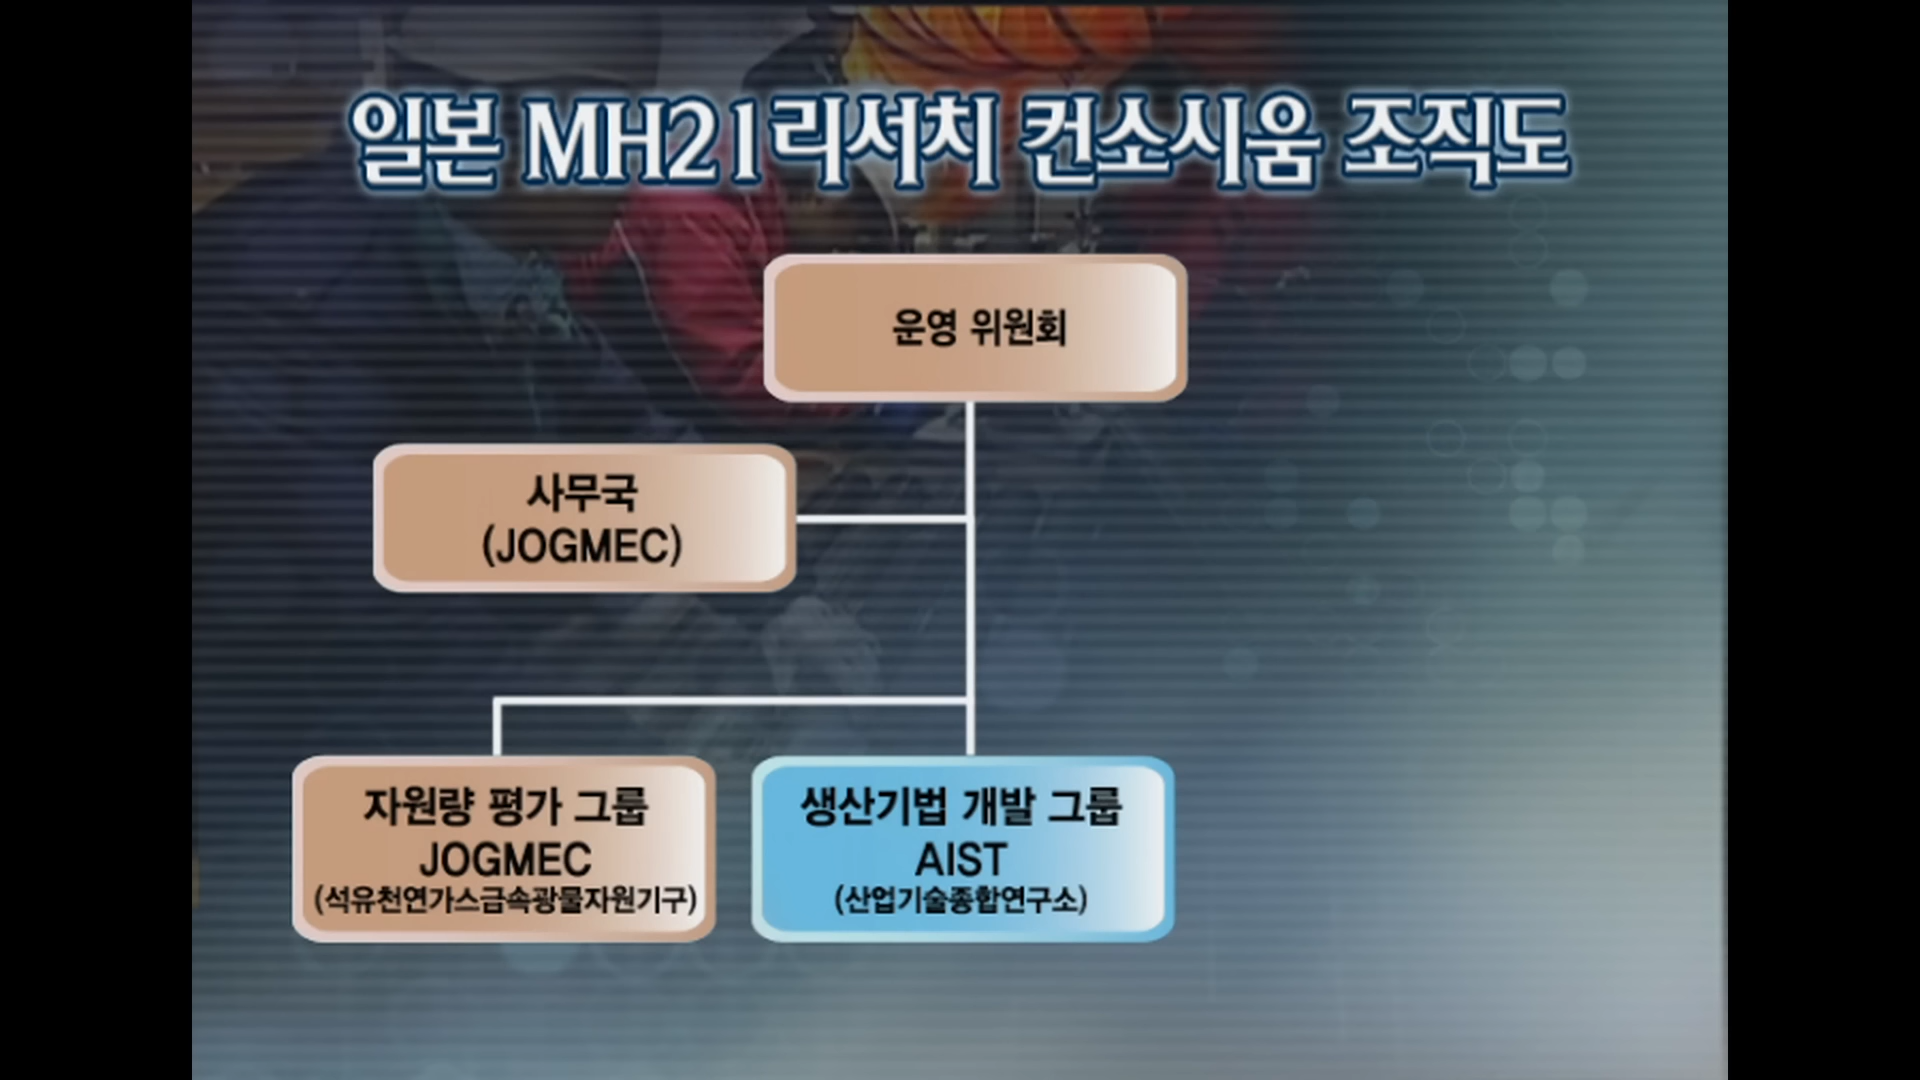 일본 MH21리서치 컨소시움 조직도
운영 위원회
사무국
(JOGMEC)
자원량 평가 그룹
JOGMEC
(석유천연가스금속광물자원기구)
생산기법 개발 그룹
AIST
(산업기술종합연구소)